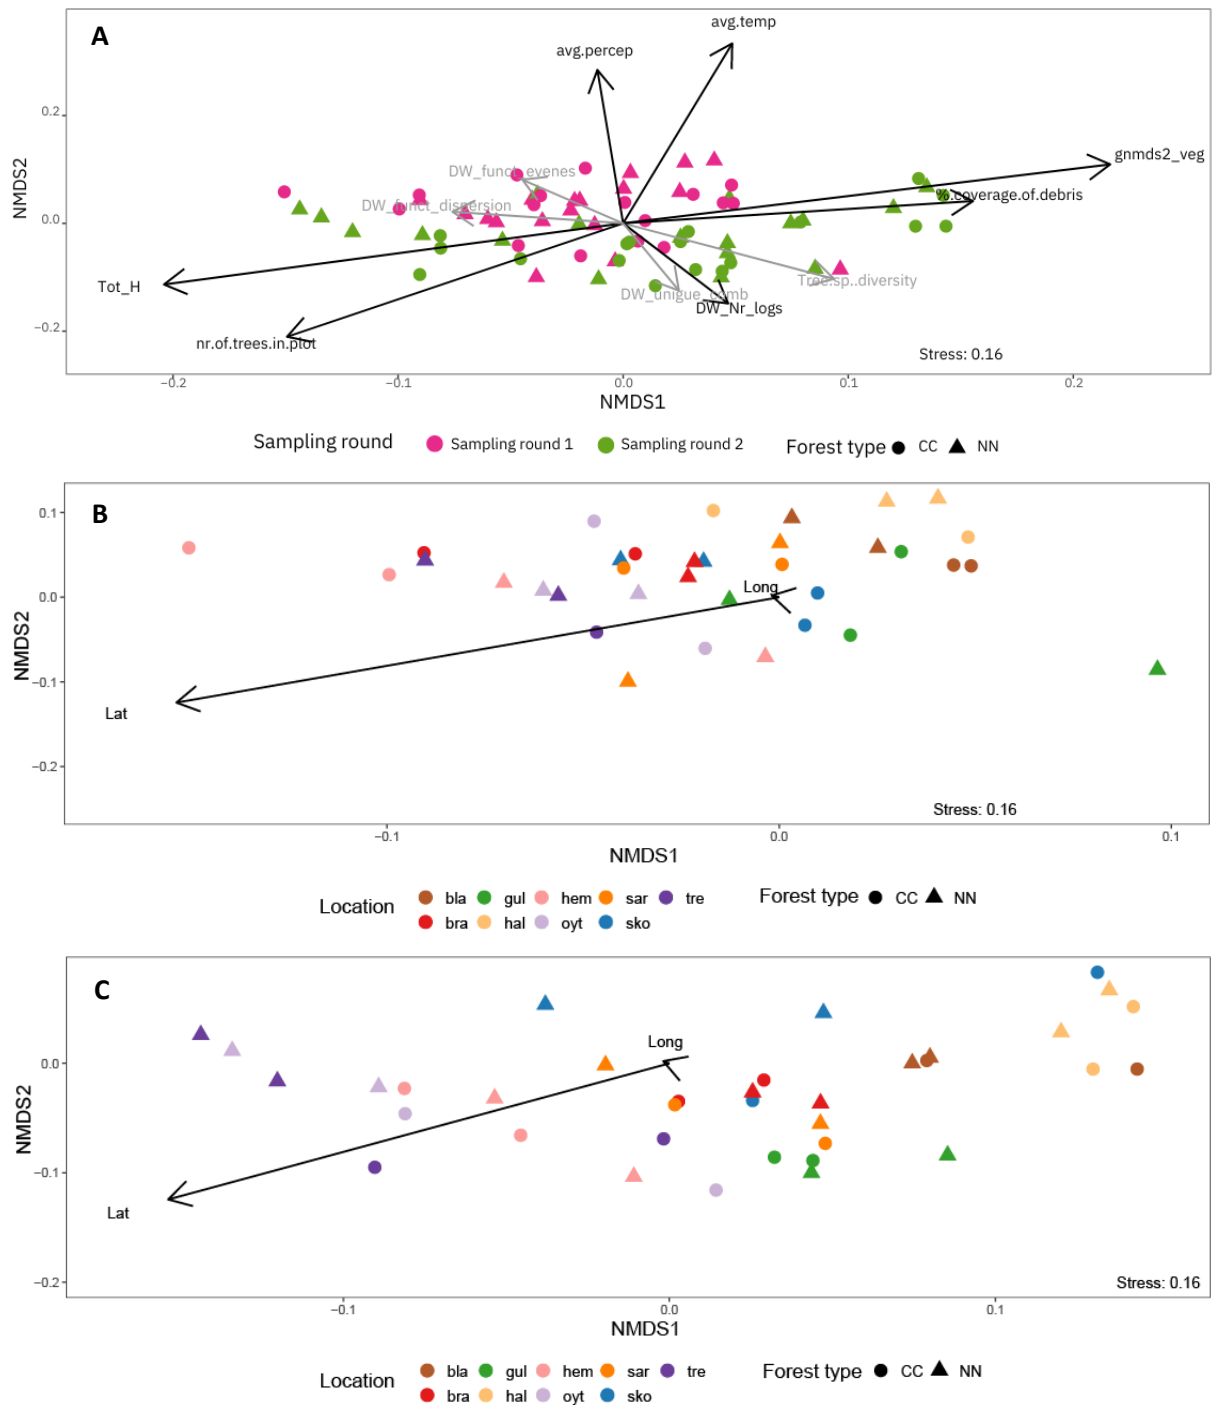 A
avg.temp
avg.percep
0.2
gnmds2_veg
DW_funct_evenes
%.coverage.of.debris
DW_funct_dispersion
NMDS2
0.0
Tree.sp..diversity
Tot_H
DW_unigue_comb
DW_Nr_logs
−0.2
nr.of.trees.in.plot
Stress: 0.16
−0.2 −0.1 0.0 0.1 0.2
NMDS1
Sampling round Sampling round 1 Sampling round 2 Forest type CC NN
B
0.1
Long
0.0
NMDS2
−0.1
Lat
−0.2
Stress: 0.16
−0.1 0.0 0.1
NMDS1
Location bla gul hem sar tre Forest type CC NN
bra hal oyt sko
C
Long
0.0
NMDS2
−0.1
Lat
−0.2
Stress: 0.16
−0.1 0.0 0.1
NMDS1
Location bla gul hem sar tre Forest type CC NN
bra hal oyt sko